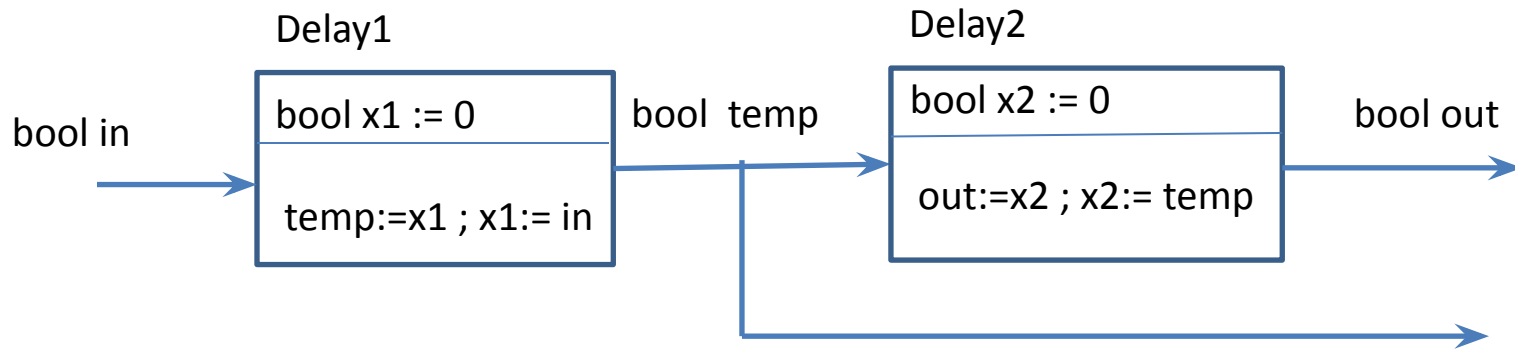 Delay1
Delay2
bool in
bool x1 := 0
temp:=x1 ; x1:= in
bool temp
bool x2 := 0
out:=x2 ; x2:= temp
bool out